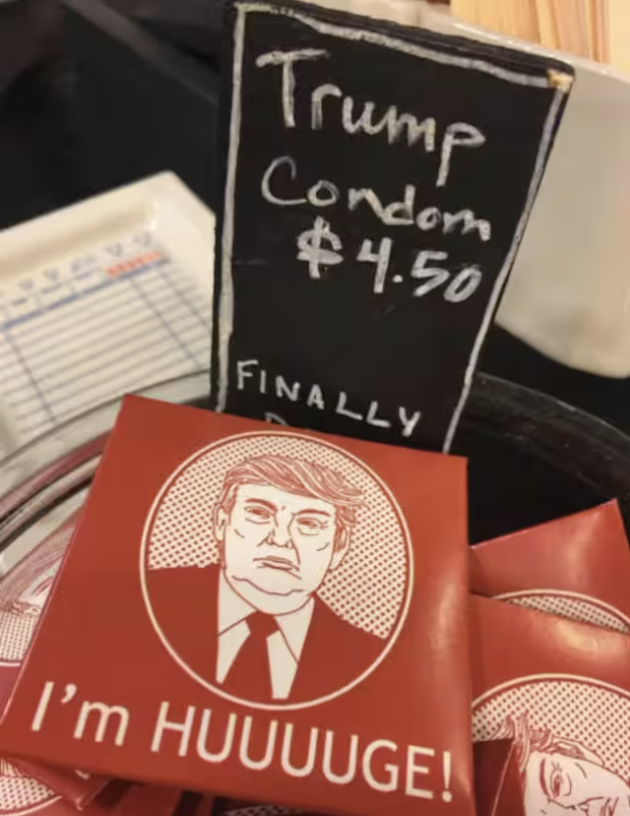 Trump
Condom
$4.50
FINALLY
I'm HUUUUGE!